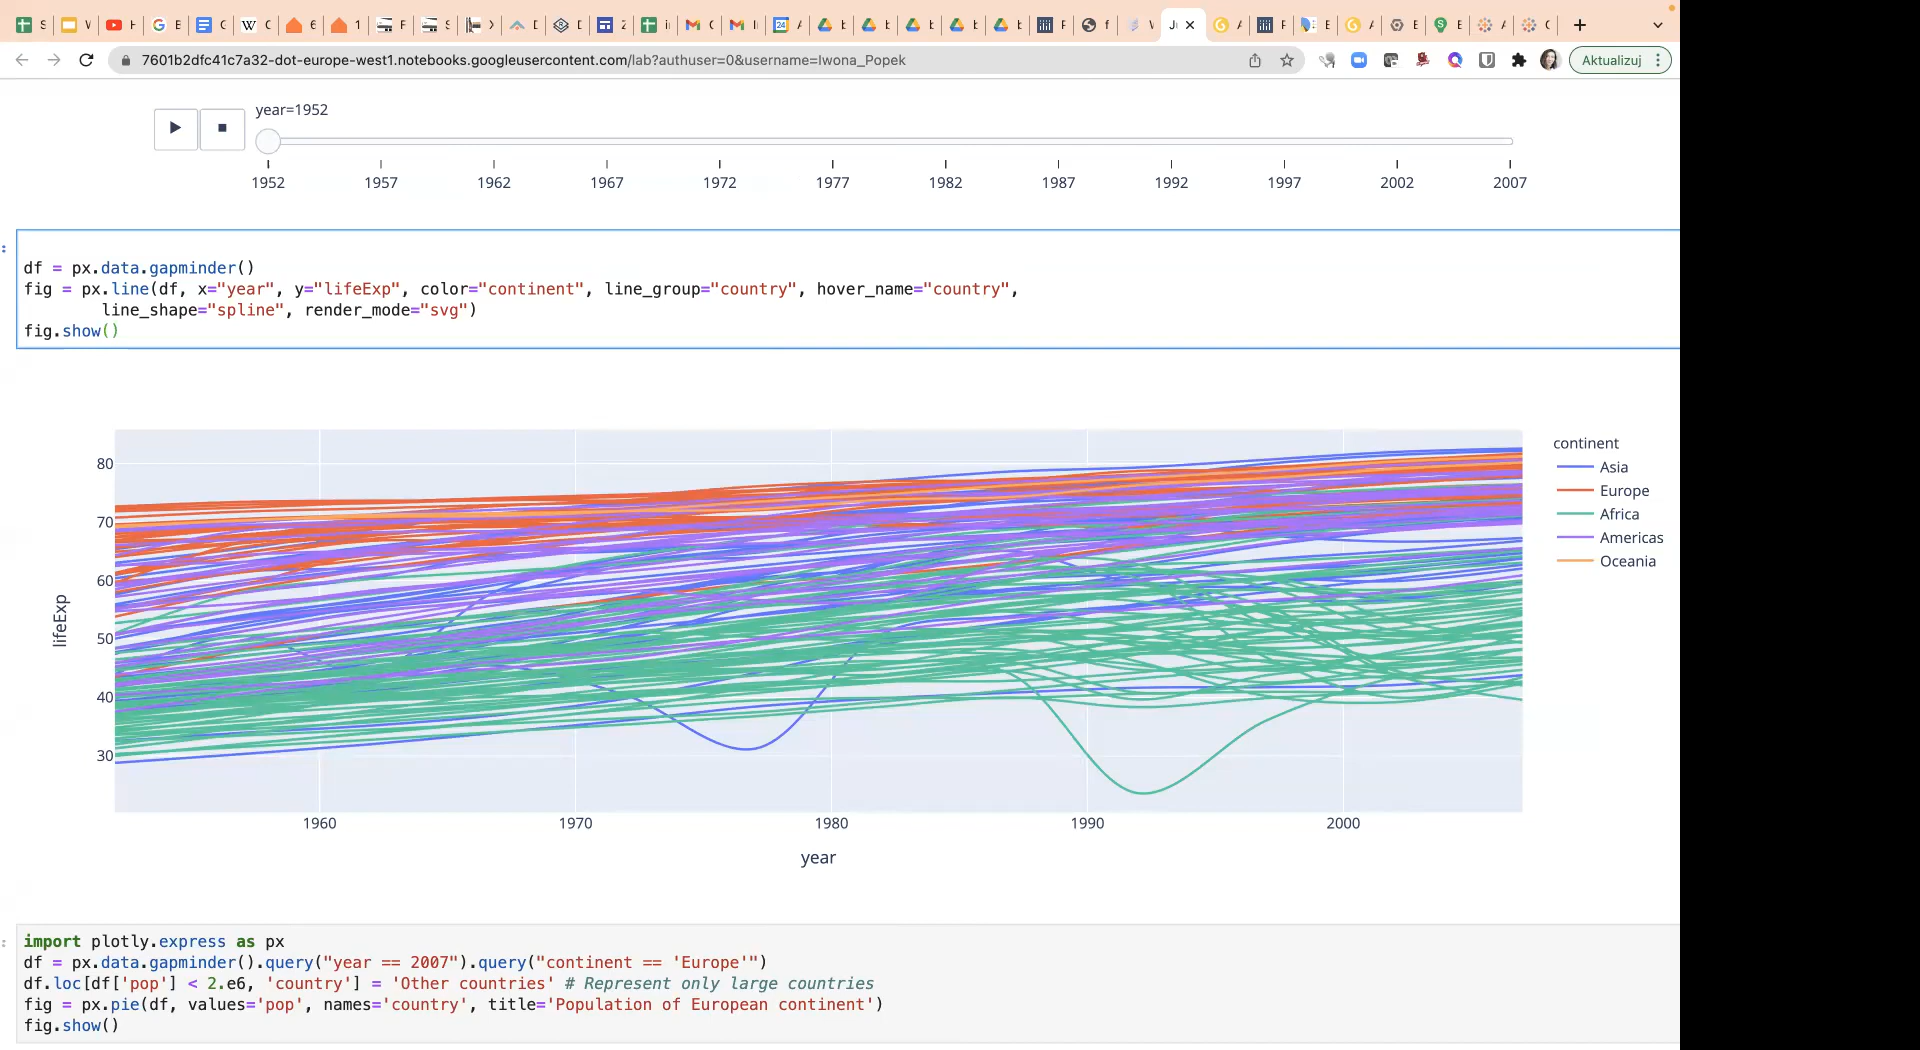 7601b2dfc41c7a32-dot-europe-west1.notebooks.googleusercontent.com/lab?authuser=0&username=Iwona_Popek
Aktualizuj
year=1952
1952 1957 1962 1967 1972 1977 1982 1987 1992 1997 2002 2007
df = px.data.gapminder()
fig = px.line(df, x="year", y="lifeExp", color="continent", line_group="country", hover_name="country",
line_shape="spline", render_mode="svg")
fig.show()
continent
Asia
Europe
Africa
Americas
Oceania
80
70
60
50
40
30
lifeExp
1960 1970 1980 1990 2000
year
import plotly.express as px
df = px.data.gapminder().query("year == 2007").query("continent == 'Europe'")
df.loc[df['pop'] < 2.e6, 'country'] = 'Other countries' # Represent only large countries
fig = px.pie(df, values='pop', names='country', title='Population of European continent')
fig.show()